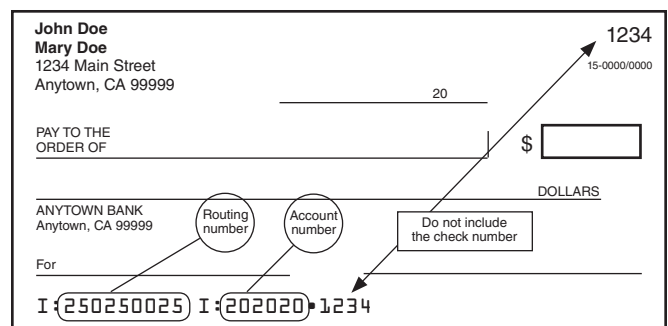 John Doe
Mary Doe
1234 Main Street
Anytown, CA 99999
1234
15-0000/0000
20
PAY TO THE
ORDER OF
$
DOLLARS
ANYTOWN BANK
Anytown, CA 99999
Routing
number
Account
number
Do not include
the check number
For
I:250250025 I:202020 1234